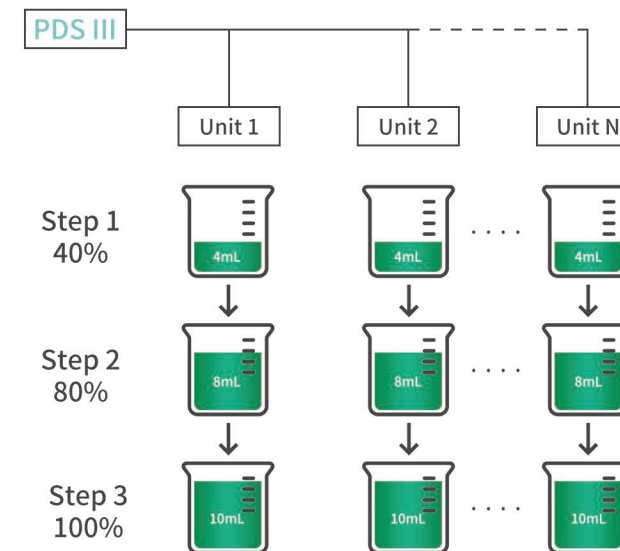 PDS III
Unit 1 Unit 2 Unit N
Step 1
40%
4mL 4mL .... 4mL
Step 2
80%
8mL 8mL .... 8mL
Step 3
100%
10mL 10mL .... 10mL